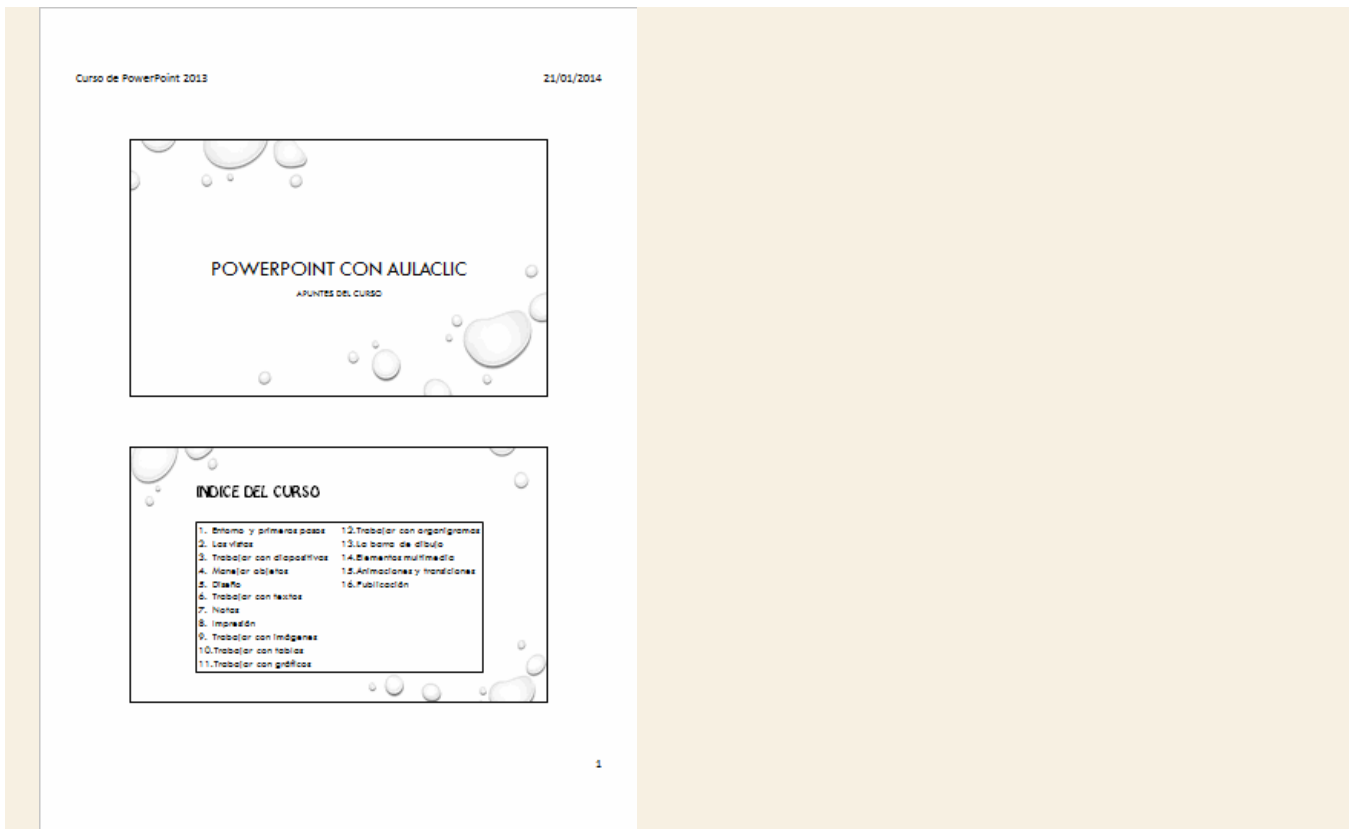 Curso de PowerPoint 2013 21/01/2014
POWERPOINT CON AULACLIC
APUNTES DEL CURSO
INDICE DEL CURSO
1. Entorno y primeros pasos
2. Las vistas
3. Trabajar con diapositivas
4. Manejar objetos
5. Diseño
6. Trabajar con textos
7. Notas
8. Impresión
9. Trabajar con imágenes
10.Trabajar con tablas
11.Trabajar con gráficos
12.Trabajar con organigramas
13.La barra de dibujo
14.Elementos multimedia
15.Animaciones y transiciones
16.Publicación
1